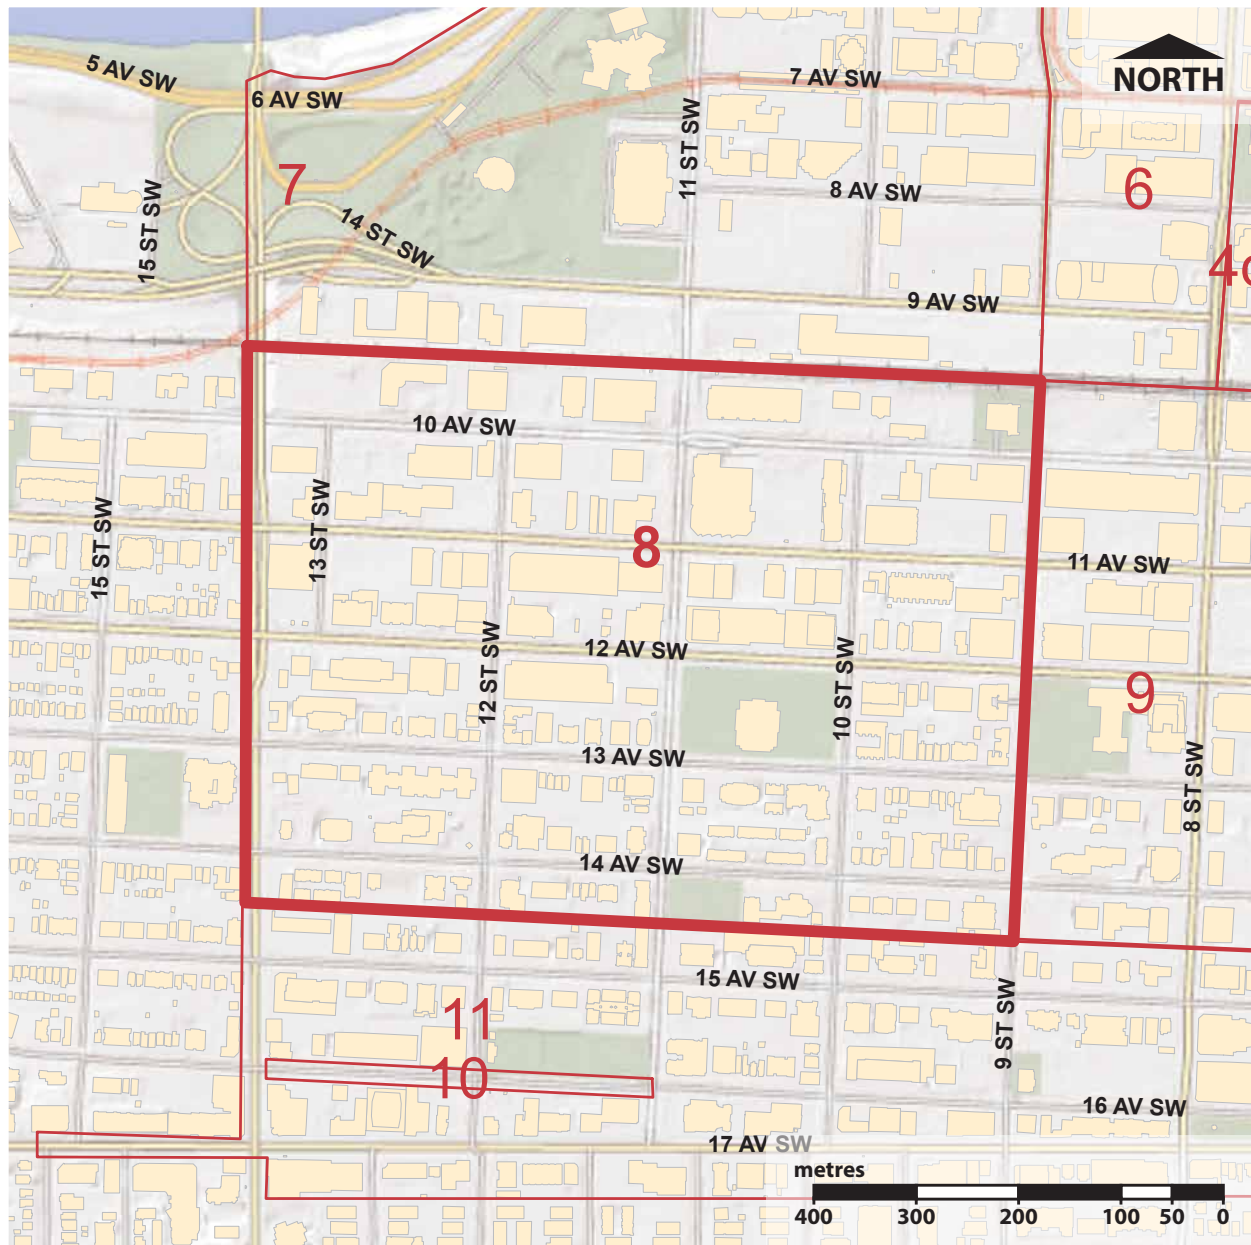 5 AV SW
6 AV SW
7 AV SW
NORTH
11 ST SW
7
6
8 AV SW
15 ST SW
14 ST SW
4c
9 AV SW
10 AV SW
15 ST SW
13 ST SW
8
11 AV SW
12 AV SW
12 ST SW
10 ST SW
9
13 AV SW
8 ST SW
14 AV SW
15 AV SW
9 ST SW
11
10
16 AV SW
17 AV SW
metres
400 300 200 100 50 0